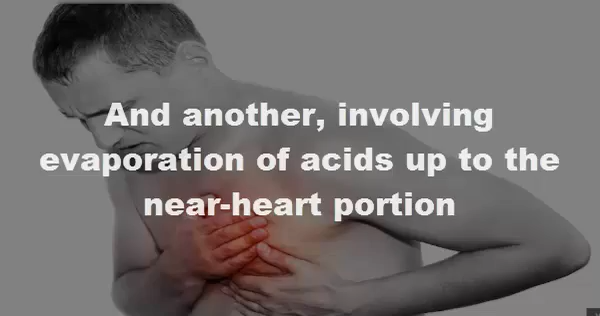 And another, involving
evaporation of acids up to the
near-heart portion